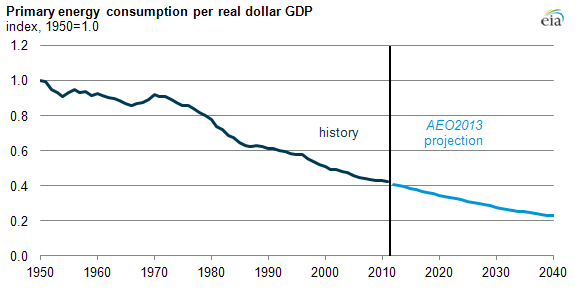 Primary energy consumption per real dollar GDP
index, 1950=1.0
eia
1.2
1.0
0.8
0.6
0.4
0.2
0.0
history
AEO2013
projection
1950 1960 1970 1980 1990 2000 2010 2020 2030 2040